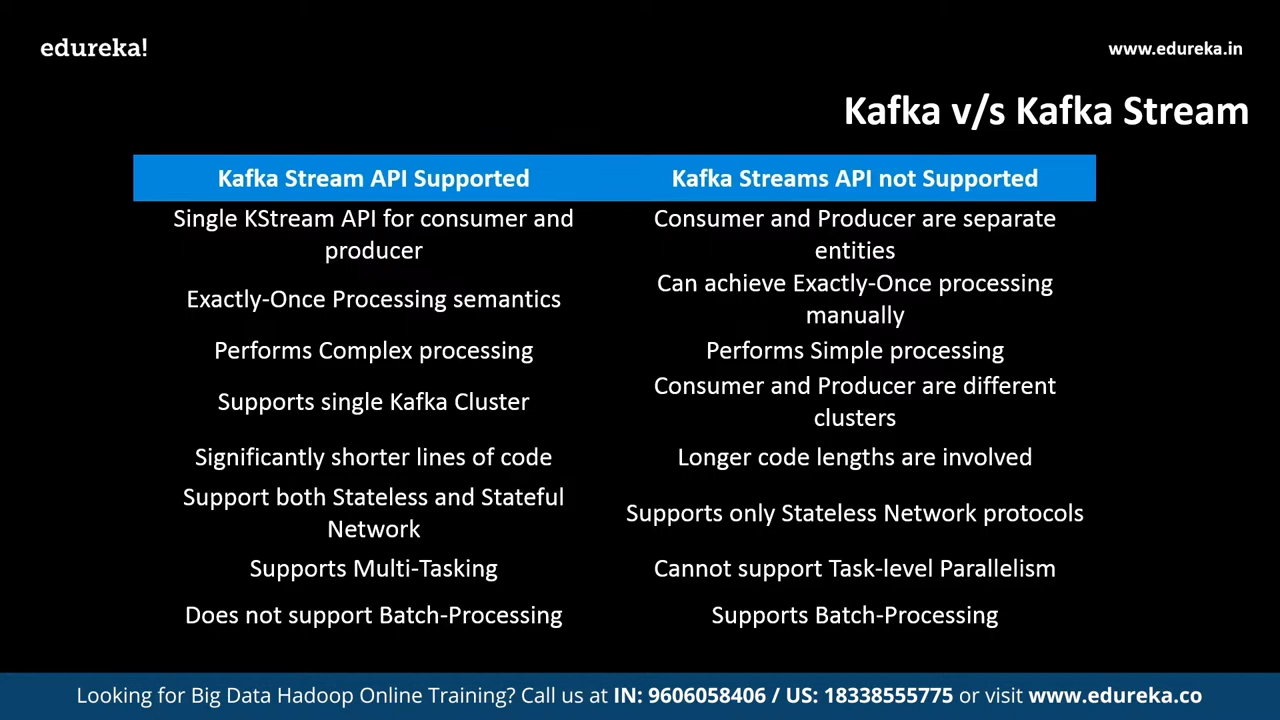 edureka!
www.edureka.in
Kafka v/s Kafka Stream
Kafka Stream API Supported
Kafka Streams API not Supported
Single KStream API for consumer and
producer
Consumer and Producer are separate
entities
Exactly-Once Processing semantics
Can achieve Exactly-Once processing
manually
Performs Complex processing
Performs Simple processing
Supports single Kafka Cluster
Consumer and Producer are different
clusters
Significantly shorter lines of code
Longer code lengths are involved
Support both Stateless and Stateful
Network
Supports only Stateless Network protocols
Supports Multi-Tasking
Cannot support Task-level Parallelism
Does not support Batch-Processing
Supports Batch-Processing
Looking for Big Data Hadoop Online Training? Call us at IN: 9606058406 / US: 18338555775 or visit www.edureka.co